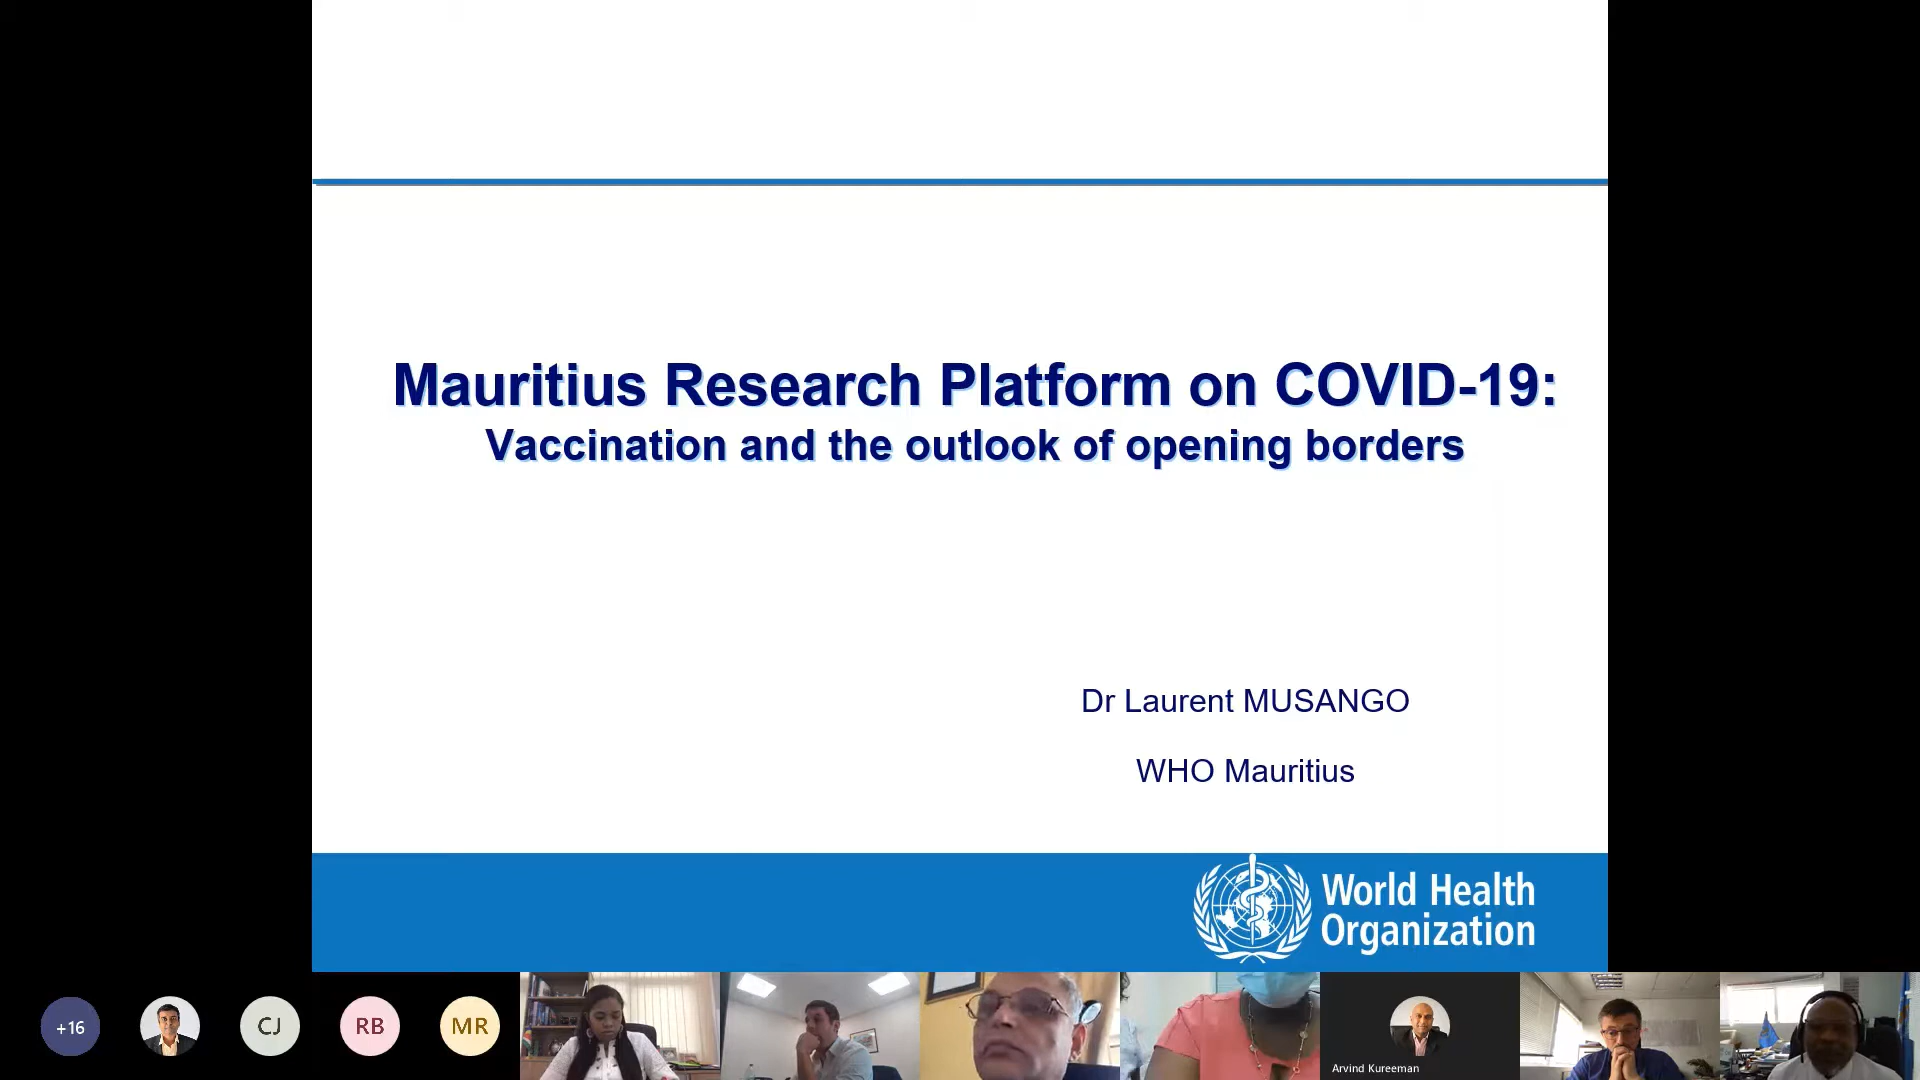 Mauritius Research Platform on COVID-19:
Vaccination and the outlook of opening borders
Dr Laurent MUSANGO
WHO Mauritius
World Health
Organization
+16
CJ
RB
MR
Arvind Kureeman